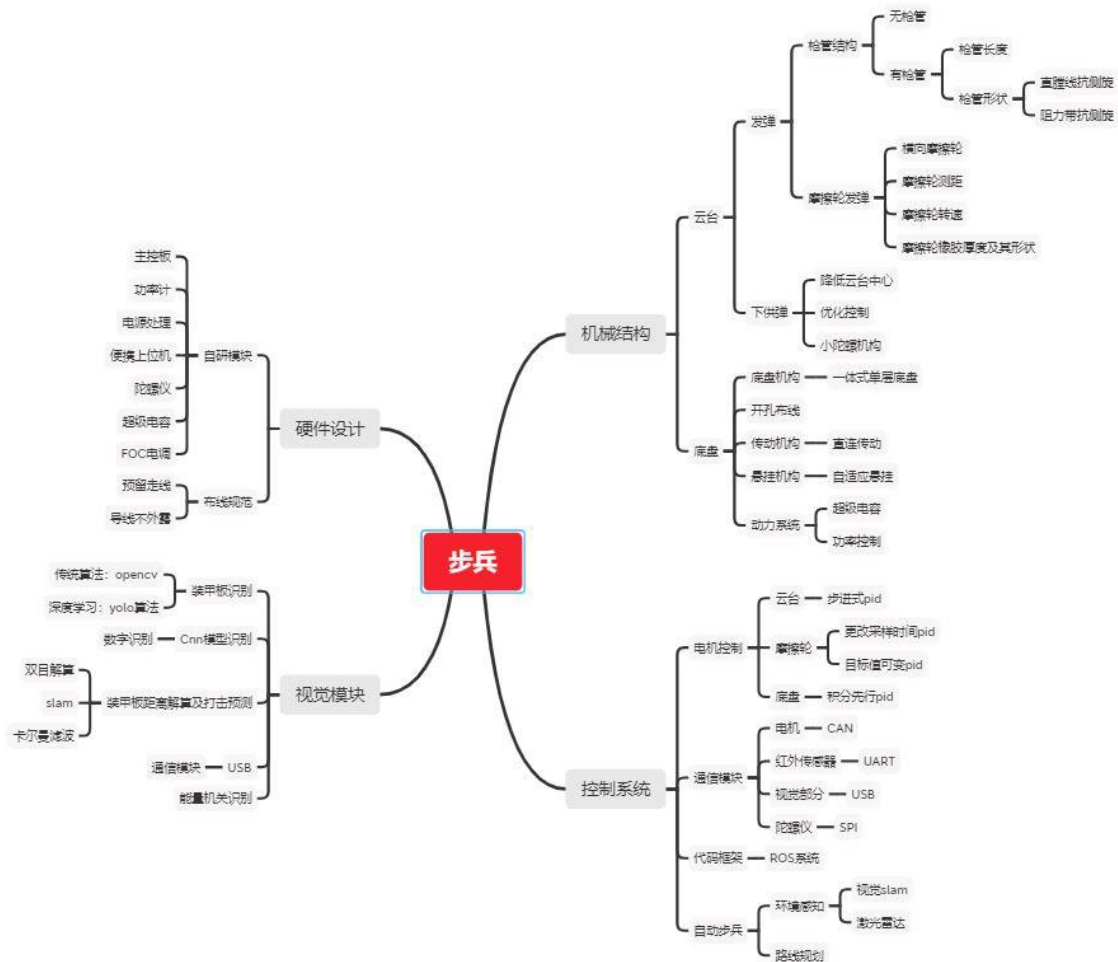 步兵
机械结构
云台
发弹
枪管结构
无枪管
有枪管
枪管长度
枪管形状
直膛线抗侧旋
阻力带抗侧旋
摩擦轮发弹
横向摩擦轮
摩擦轮测距
摩擦轮转速
摩擦轮橡胶厚度及其形状
下供弹
降低云台中心
优化控制
小陀螺机构
底盘
底盘机构
一体式单层底盘
开孔布线
传动机构
直连传动
悬挂机构
自适应悬挂
动力系统
超级电容
功率控制
控制系统
电机控制
云台
步进式pid
摩擦轮
更改采样时间pid
目标值可变pid
底盘
积分先行pid
通信模块
电机
CAN
红外传感器
UART
视觉部分
USB
陀螺仪
SPI
代码框架
ROS系统
自动步兵
环境感知
视觉slam
激光雷达
路线规划
硬件设计
自研模块
主控板
功率计
电源处理
便携上位机
陀螺仪
超级电容
FOC电调
布线规范
预留走线
导线不外露
视觉模块
装甲板识别
传统算法：opencv
深度学习：yolo算法
Cnn模型识别
数字识别
装甲板距离解算及打击预测
双目解算
slam
卡尔曼滤波
USB
通信模块
能量机关识别